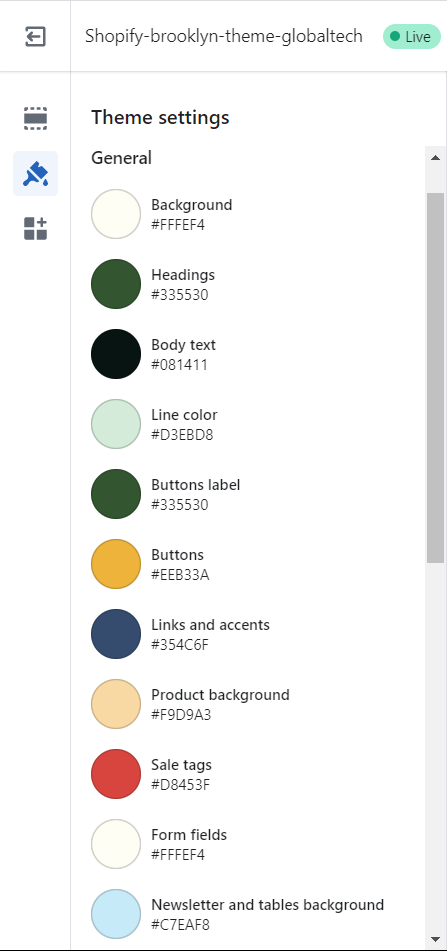 Shopify-brooklyn-theme-globaltech
Live
Theme settings
General
Background
#FFFEF4
Headings
#335530
Body text
#081411
Line color
#D3EBD8
Buttons label
#335530
Buttons
#EEB33A
Links and accents
#354C6F
Product background
#F9D9A3
Sale tags
#D8453F
Form fields
#FFFEF4
Newsletter and tables background
#C7EAF8